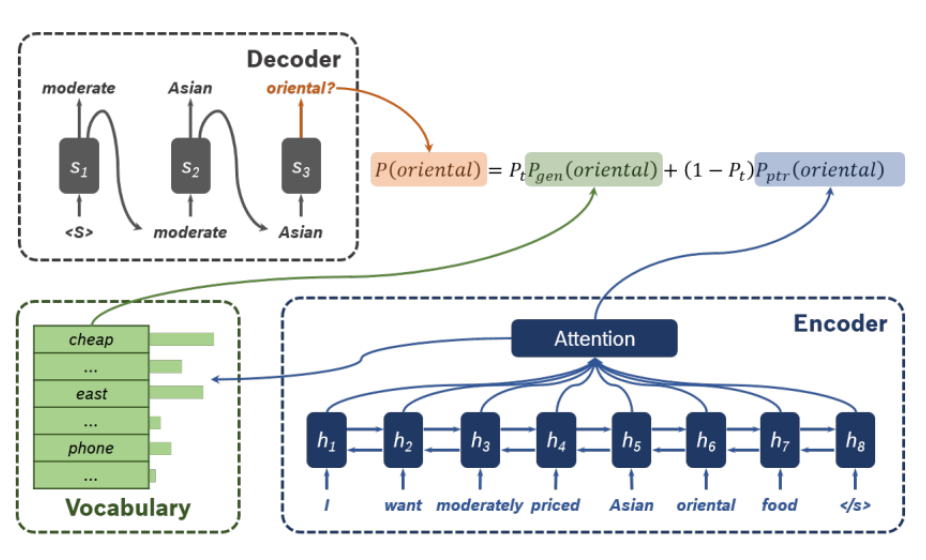 Decoder
moderate Asian oriental?
s1 s2 s3
<S> moderate Asian
P(oriental) = PtPgen(oriental) + (1 − Pt)Pptr(oriental)
cheap
...
east
...
phone
...
Vocabulary
Encoder
Attention
h1 h2 h3 h4 h5 h6 h7 h8
I want moderately priced Asian oriental food </s>